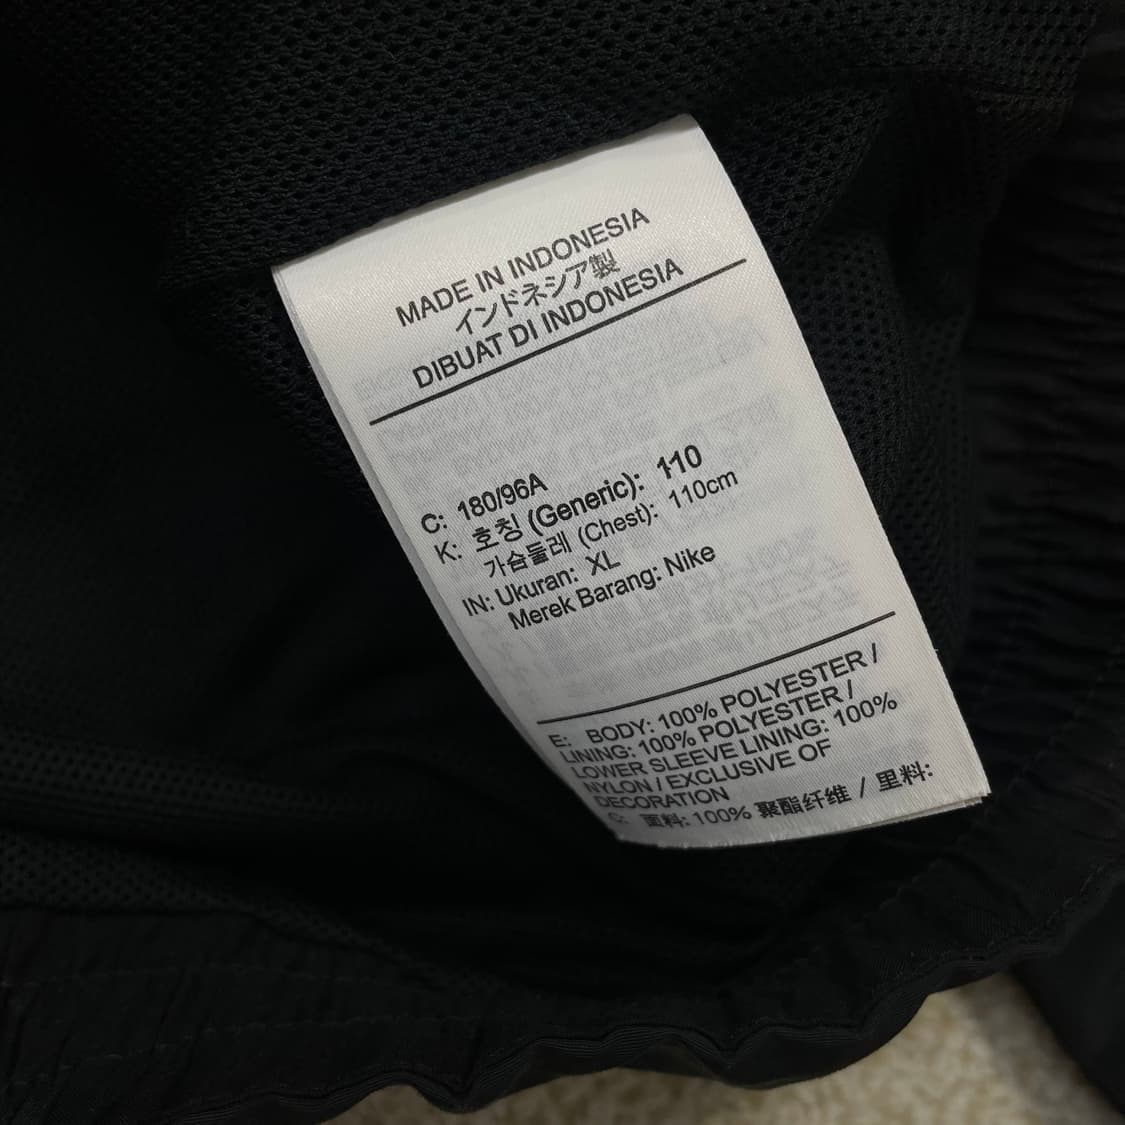 MADE IN INDONESIA
インドネシア製
DIBUAT DI INDONESIA
C: 180/96A
K: 호칭 (Generic): 110
가슴둘레 (Chest): 110cm
IN: Ukuran: XL
Merek Barang: Nike
E: BODY: 100% POLYESTER /
LINING: 100% POLYESTER /
LOWER SLEEVE LINING: 100%
NYLON / EXCLUSIVE OF
DECORATION
C: 面料: 100% 聚酯纤维 / 里料: